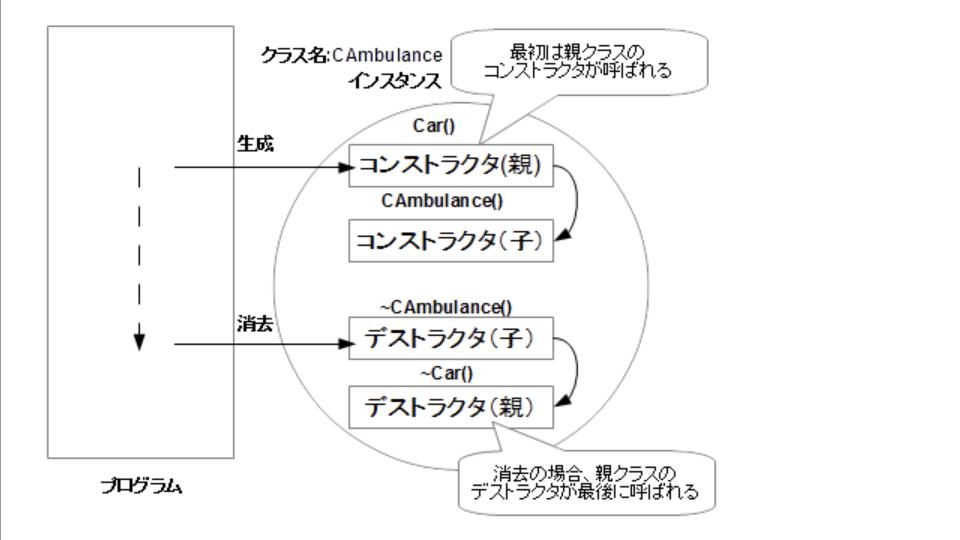 クラス名:CAmbulance
インスタンス
最初は親クラスの
コンストラクタが呼ばれる
Car()
生成
コンストラクタ(親)
CAmbulance()
コンストラクタ(子)
~CAmbulance()
消去
デストラクタ(子)
~Car()
デストラクタ(親)
消去の場合、親クラスの
デストラクタが最後に呼ばれる
プログラム